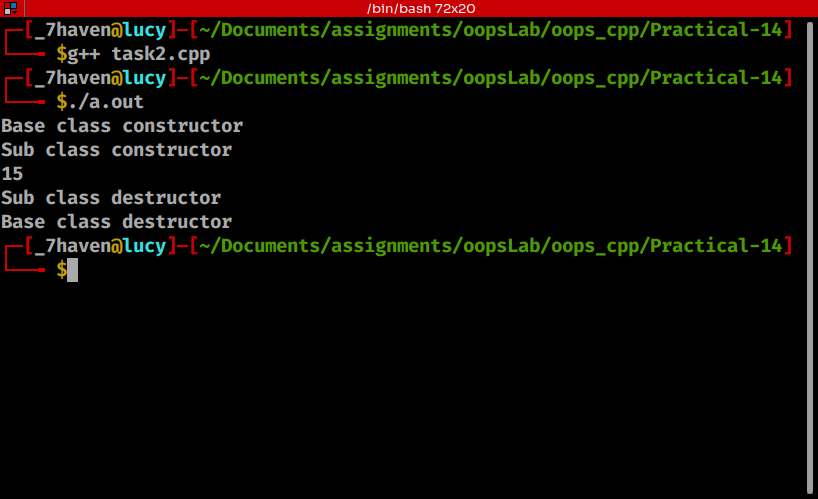 /bin/bash 72x20
┌─[_7haven@lucy]─[~/Documents/assignments/oopsLab/oops_cpp/Practical-14]
└──╼ $g++ task2.cpp
┌─[_7haven@lucy]─[~/Documents/assignments/oopsLab/oops_cpp/Practical-14]
└──╼ $./a.out
Base class constructor
Sub class constructor
15
Sub class destructor
Base class destructor
┌─[_7haven@lucy]─[~/Documents/assignments/oopsLab/oops_cpp/Practical-14]
└──╼ $